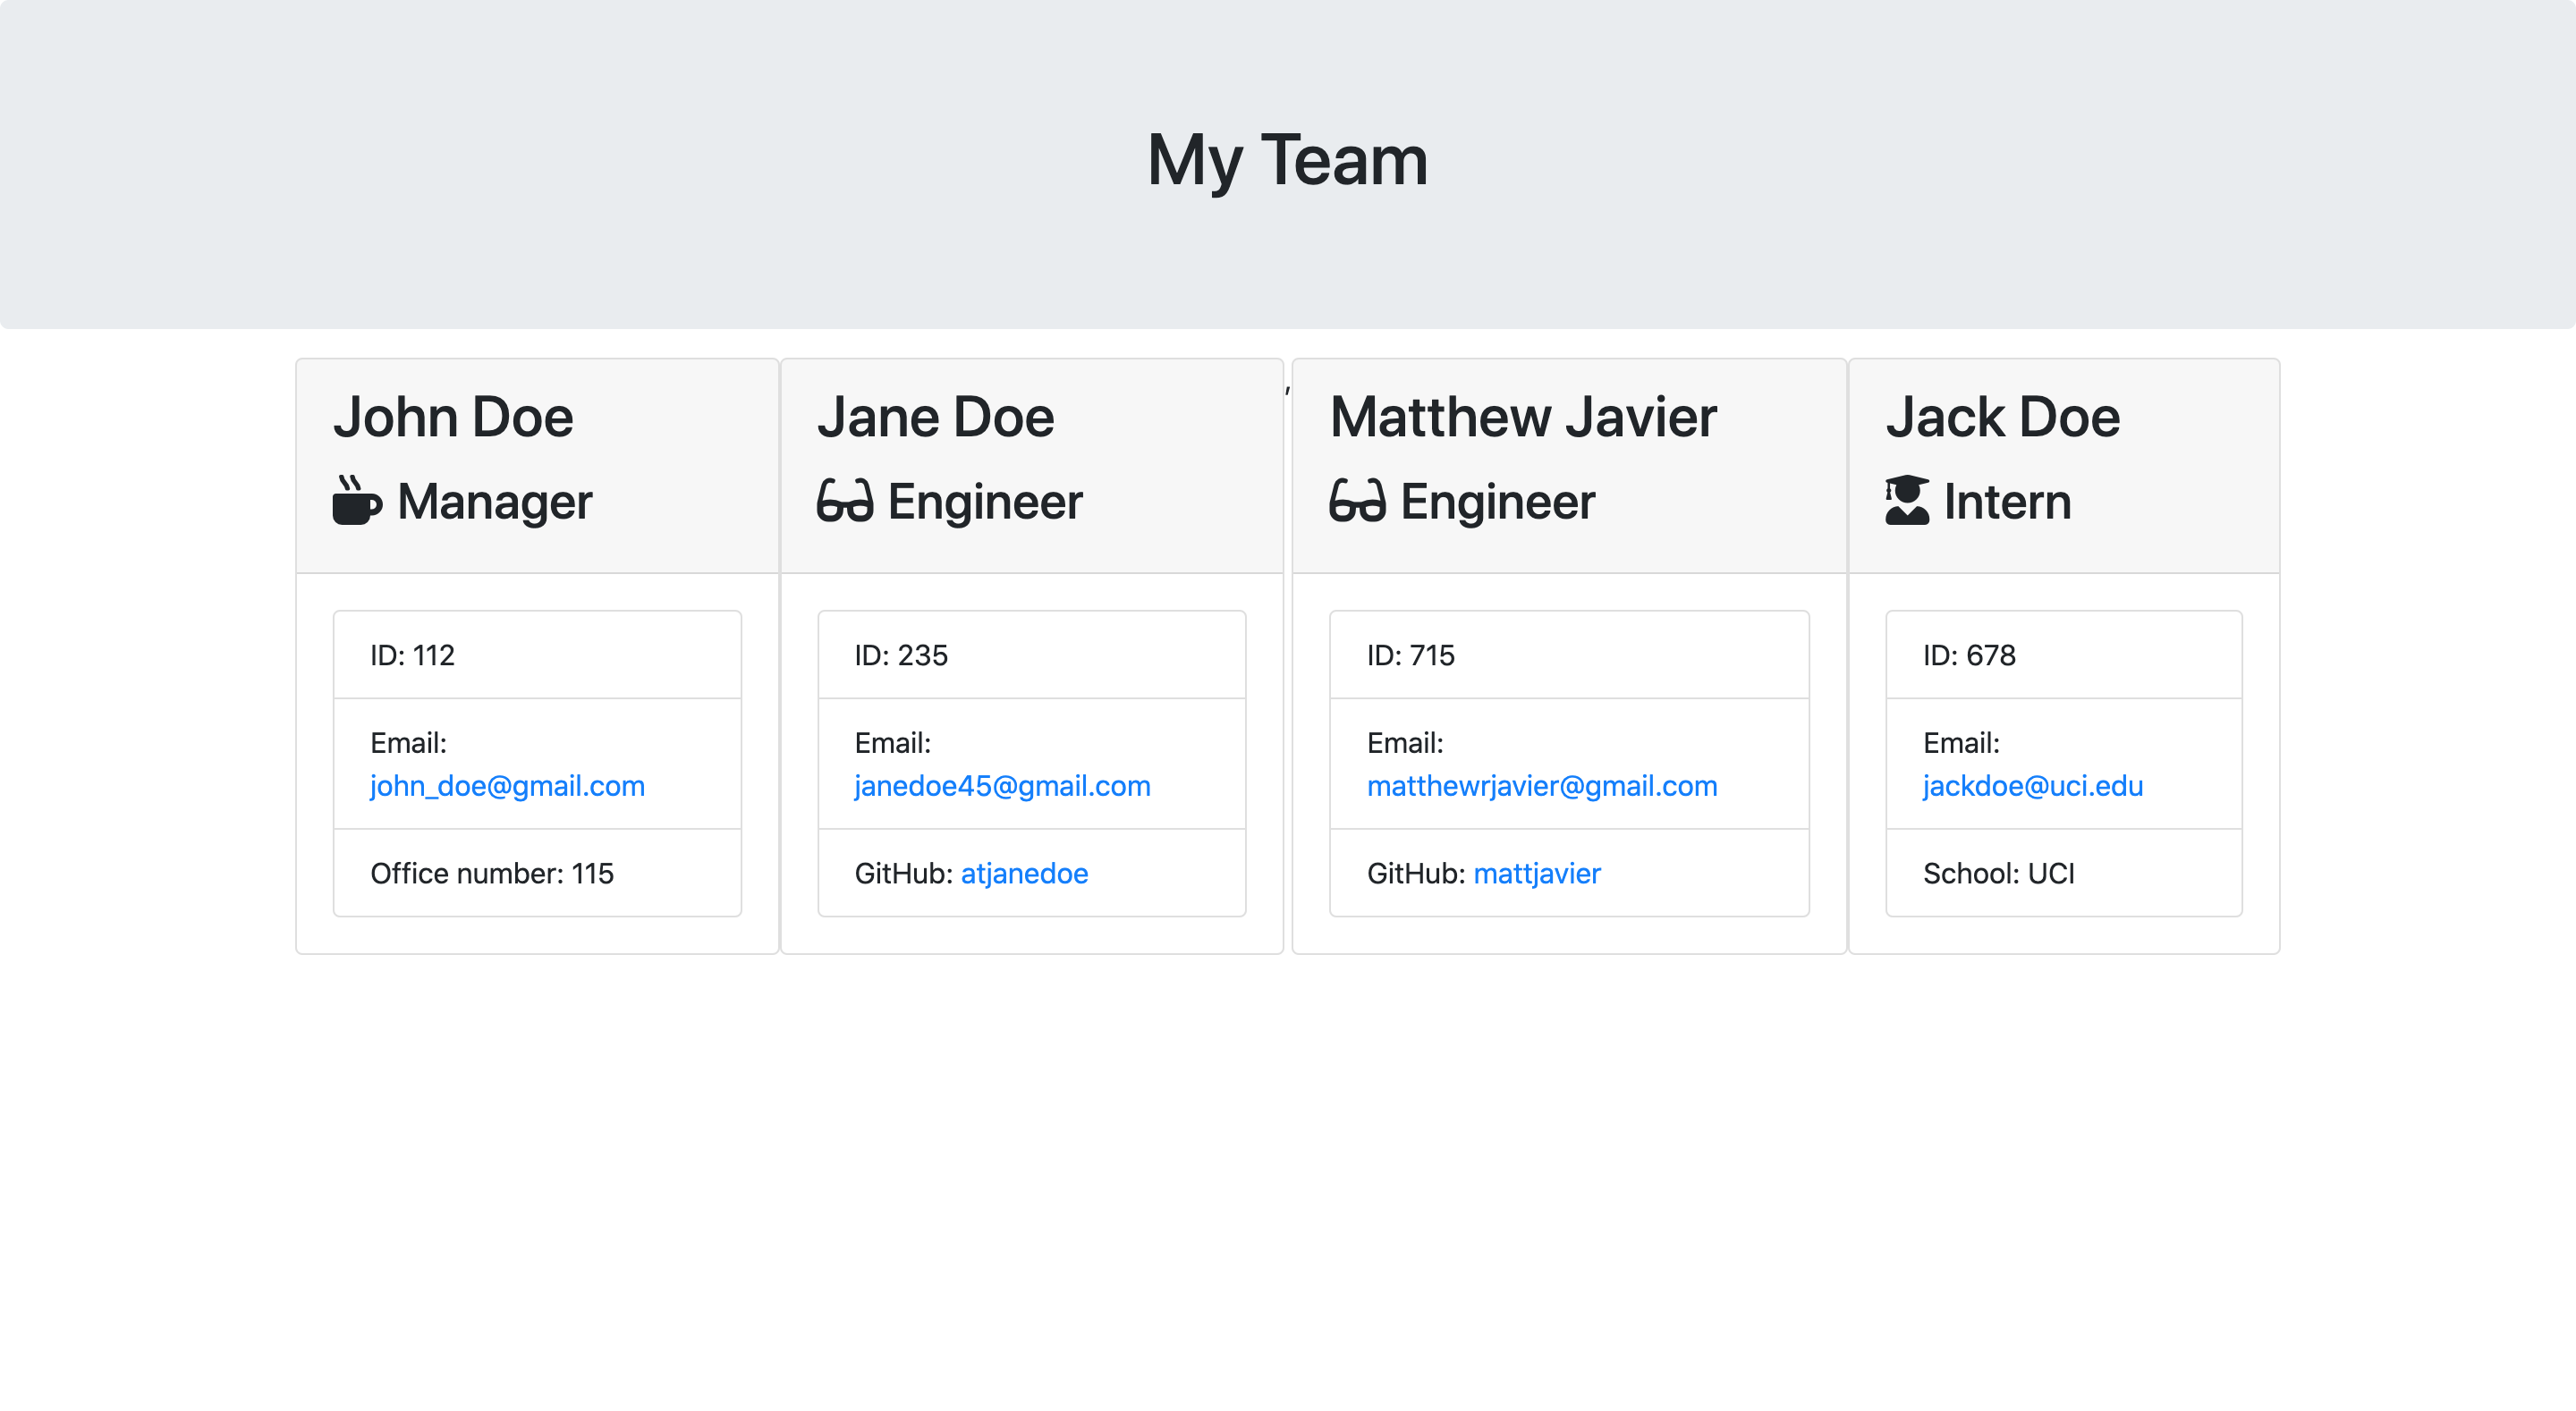 My Team
John Doe
Manager
ID: 112
Email:
john_doe@gmail.com
Office number: 115
Jane Doe
Engineer
ID: 235
Email:
janedoe45@gmail.com
GitHub: atjanedoe
,
Matthew Javier
Engineer
ID: 715
Email:
matthewrjavier@gmail.com
GitHub: mattjavier
Jack Doe
Intern
ID: 678
Email:
jackdoe@uci.edu
School: UCI